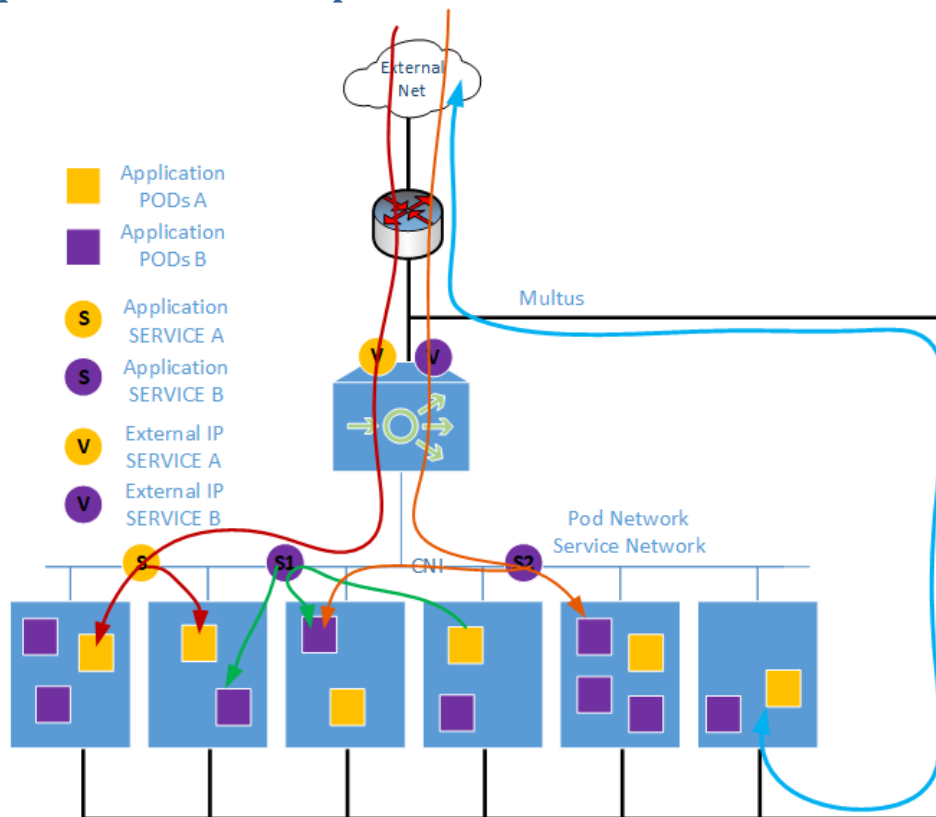 External
Net
Application
PODs A
Application
PODs B
S
Application
SERVICE A
S
Application
SERVICE B
V
External IP
SERVICE A
V
External IP
SERVICE B
Multus
V
V
Pod Network
Service Network
S
S1
CNI
S2